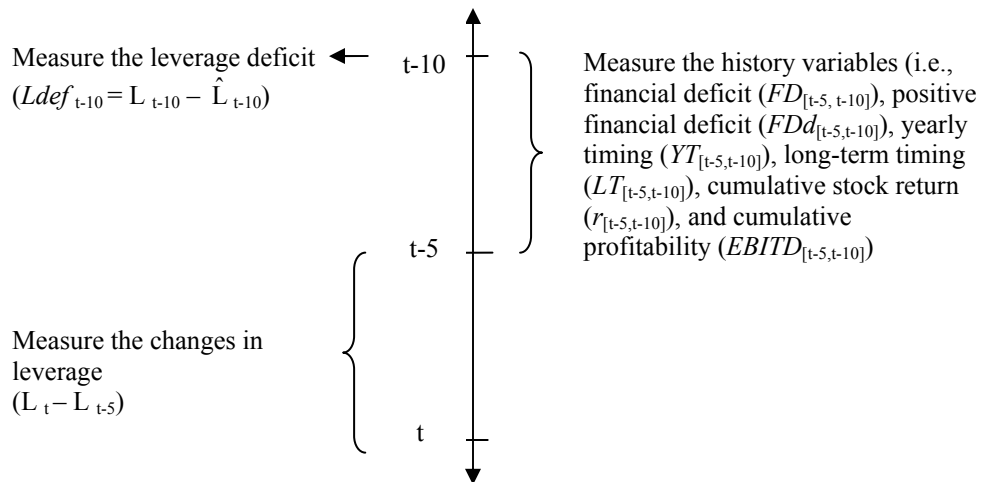 Measure the leverage deficit
(Ldef t-10 = L t-10 – L̂ t-10)
t-10
Measure the history variables (i.e.,
financial deficit (FD[t-5, t-10]), positive
financial deficit (FDd[t-5,t-10]), yearly
timing (YT[t-5,t-10]), long-term timing
(LT[t-5,t-10]), cumulative stock return
(r[t-5,t-10]), and cumulative
profitability (EBITD[t-5,t-10])
t-5
Measure the changes in
leverage
(L t – L t-5)
t